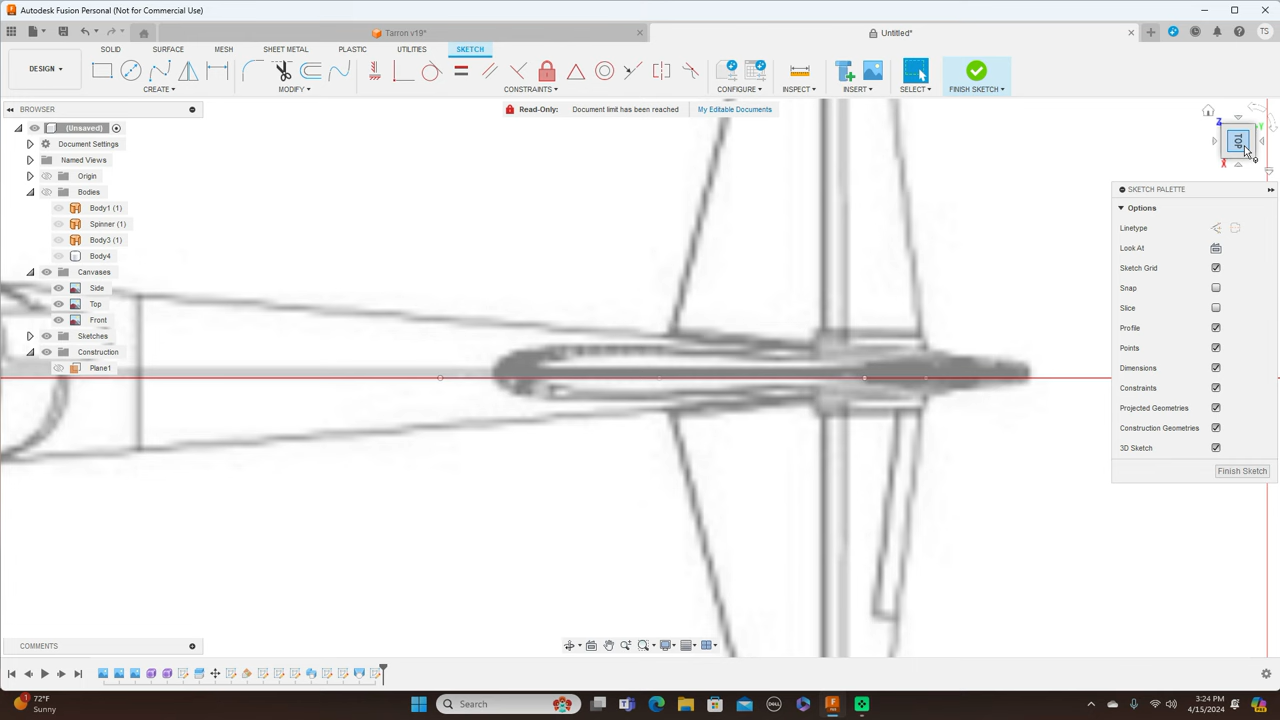 Autodesk Fusion Personal (Not for Commercial Use)
Tarron v19*
Untitled*
TS
DESIGN
SOLID
SURFACE
MESH
SHEET METAL
PLASTIC
UTILITIES
SKETCH
CREATE
MODIFY
CONSTRAINTS
CONFIGURE
INSPECT
INSERT
SELECT
FINISH SKETCH
BROWSER
Read-Only: Document limit has been reached My Editable Documents
(Unsaved)
Document Settings
Named Views
Origin
Bodies
Body1 (1)
Spinner (1)
Body3 (1)
Body4
Canvases
Side
Top
Front
Sketches
Construction
Plane1
Z
Y
TOP
X
SKETCH PALETTE
Options
Linetype
Look At
Sketch Grid
Snap
Slice
Profile
Points
Dimensions
Constraints
Projected Geometries
Construction Geometries
3D Sketch
Finish Sketch
COMMENTS
1
72°F
Sunny
Search
DELL
3:24 PM
4/15/2024